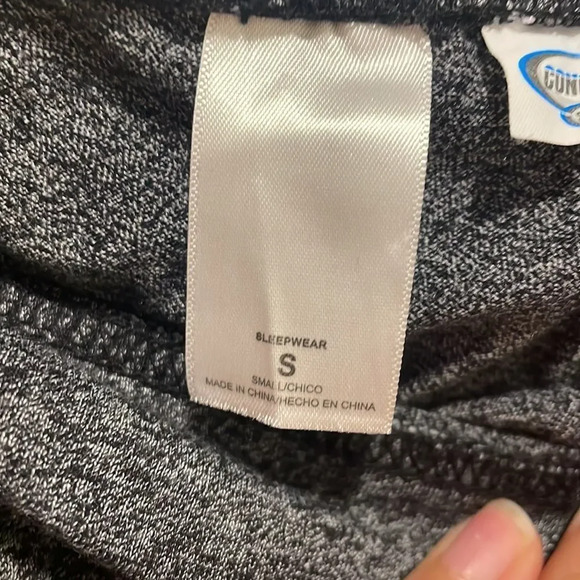 SLEEPWEAR
S
SMALL/CHICO
MADE IN CHINA/HECHO EN CHINA